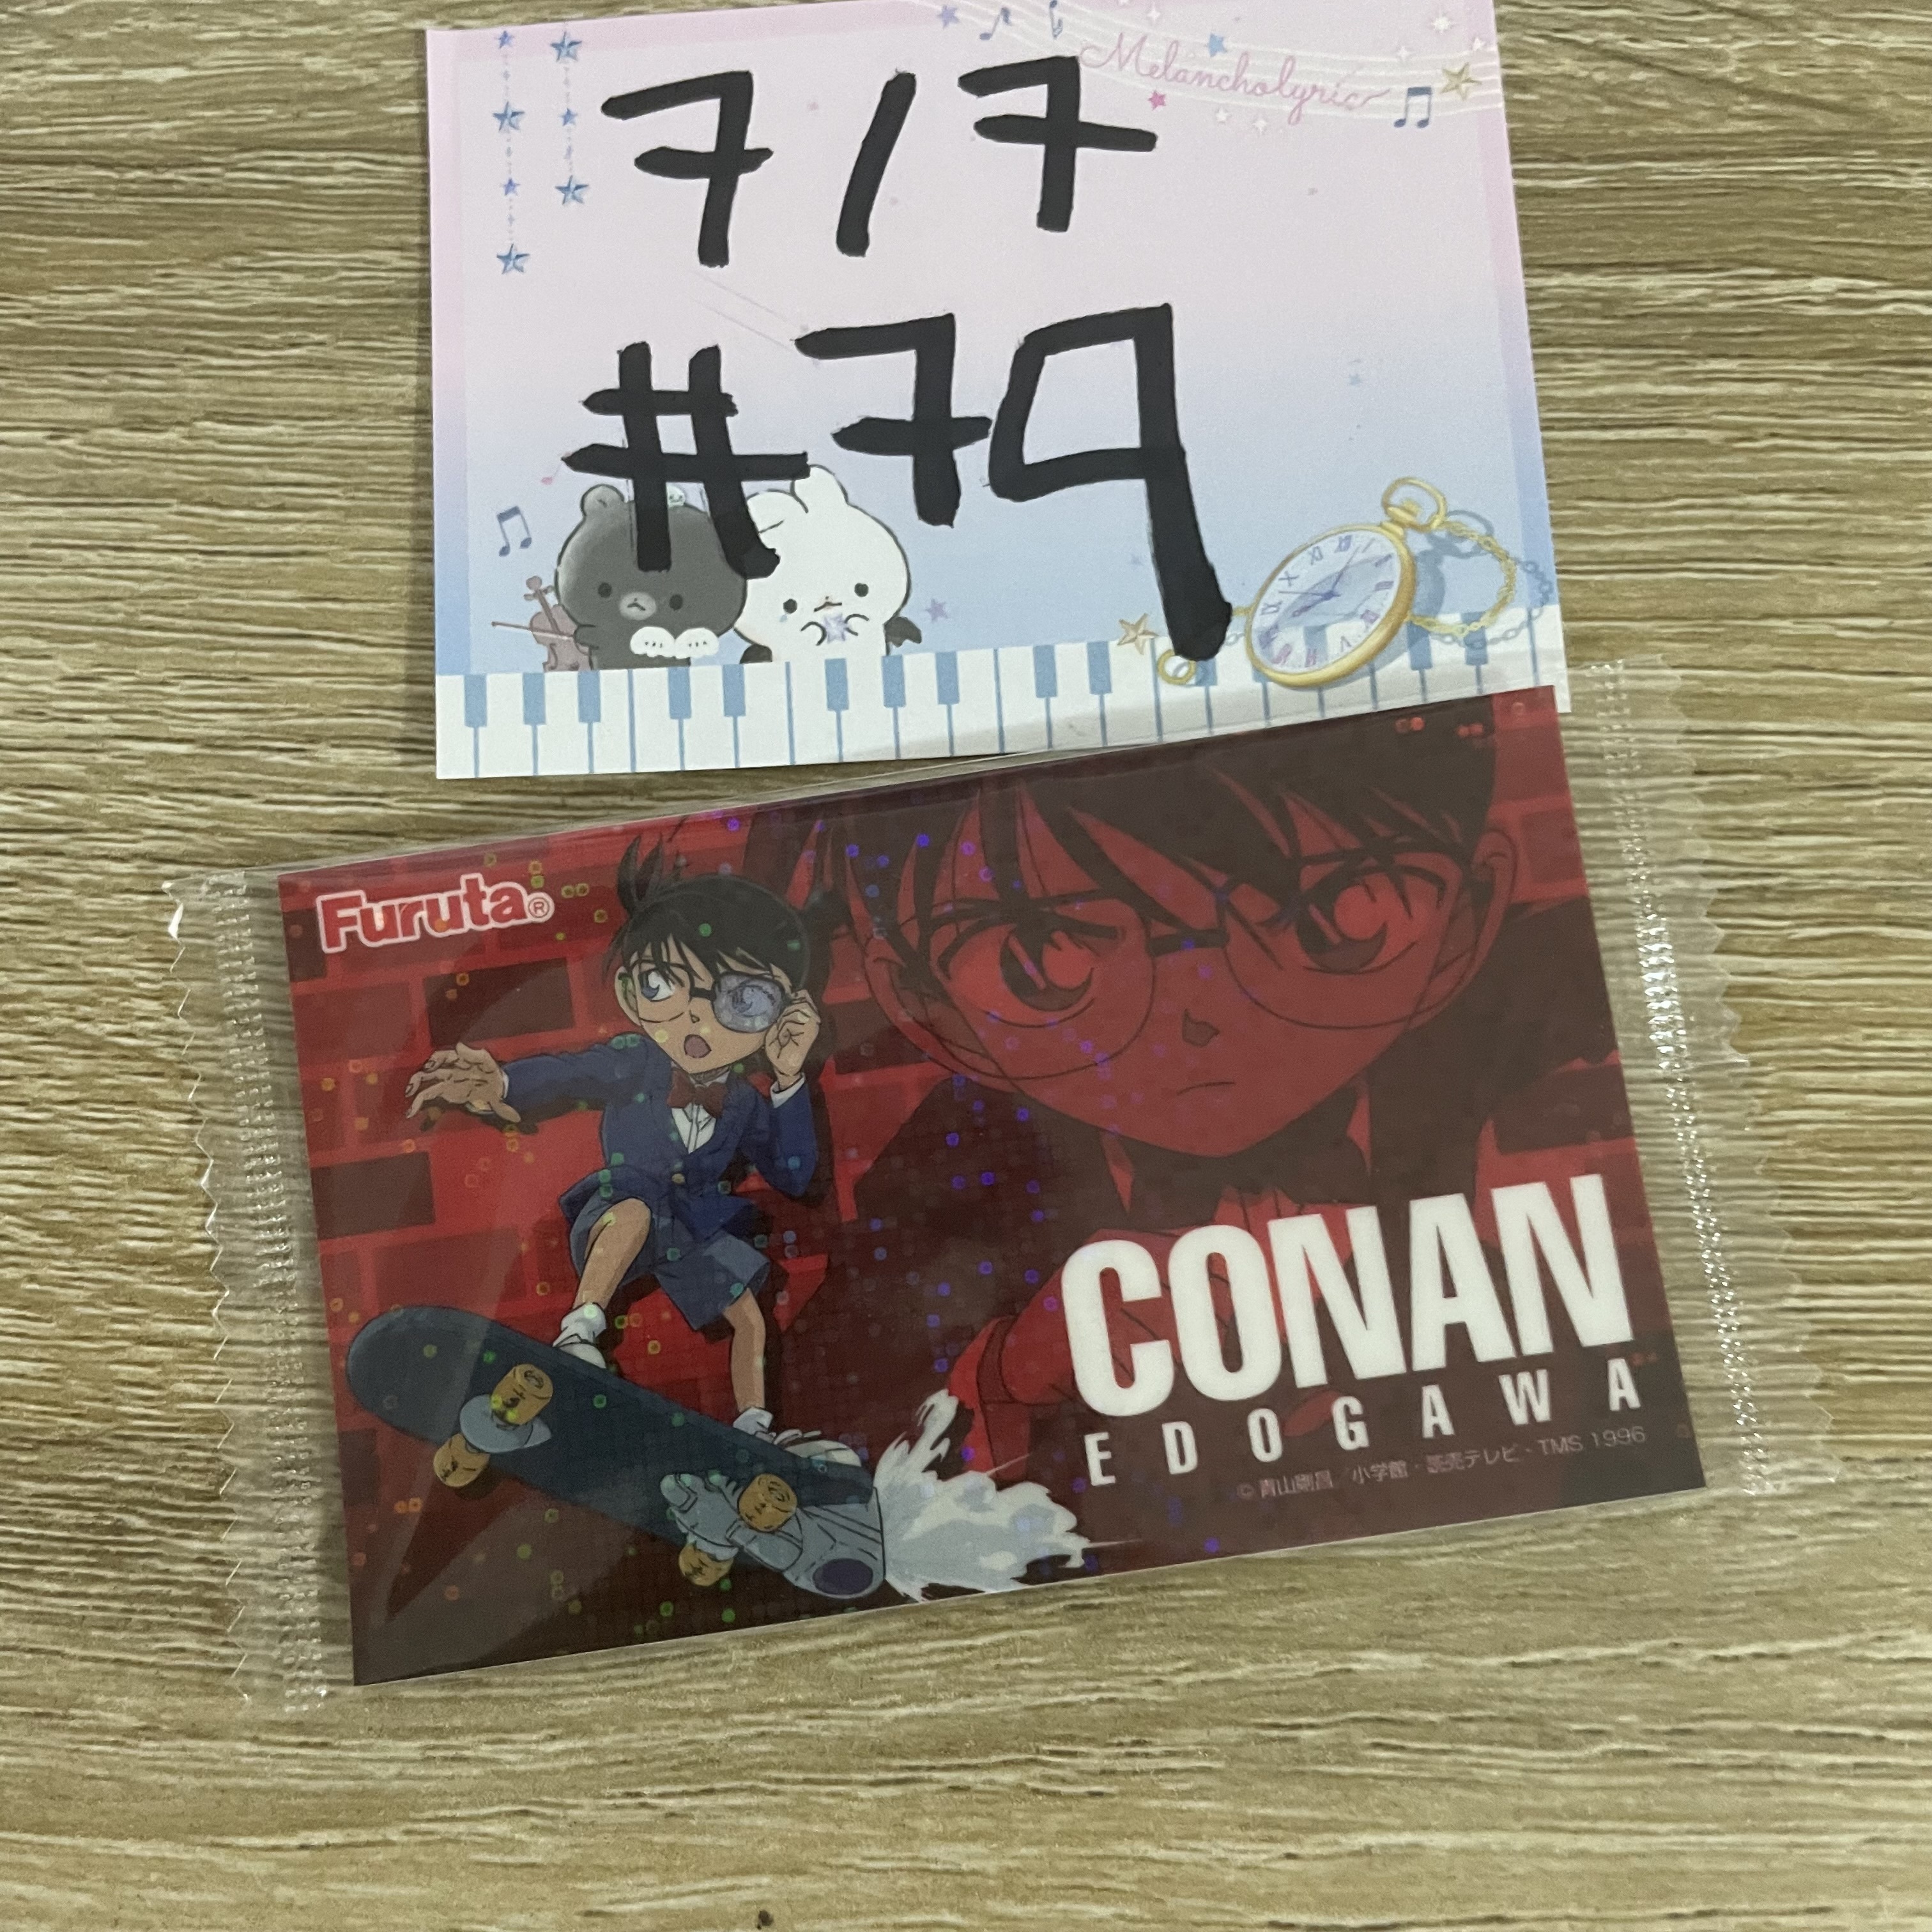 Melancholyric
7/7
#79
Furuta®
CONAN
EDOGAWA
©青山剛昌/小学館・読売テレビ・TMS 1996